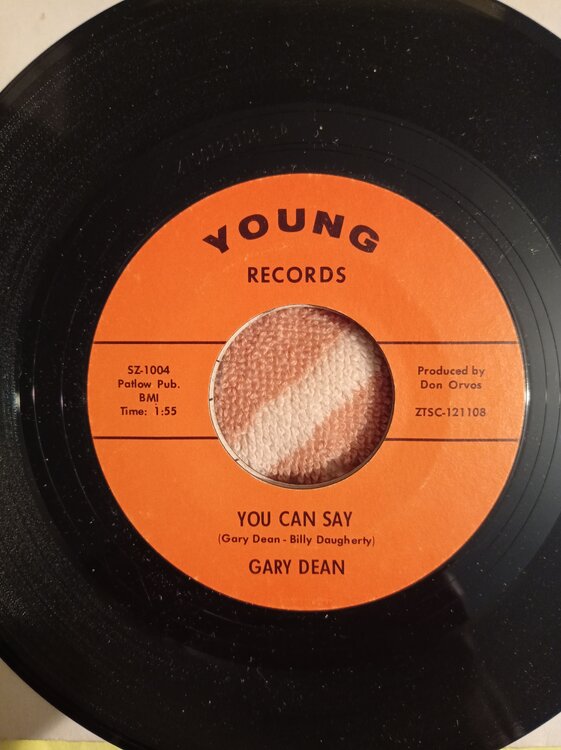 YOUNG
RECORDS
SZ-1004
Patlow Pub.
BMI
Time: 1:55
Produced by
Don Orvos
ZTSC-121108
YOU CAN SAY
(Gary Dean - Billy Daugherty)
GARY DEAN